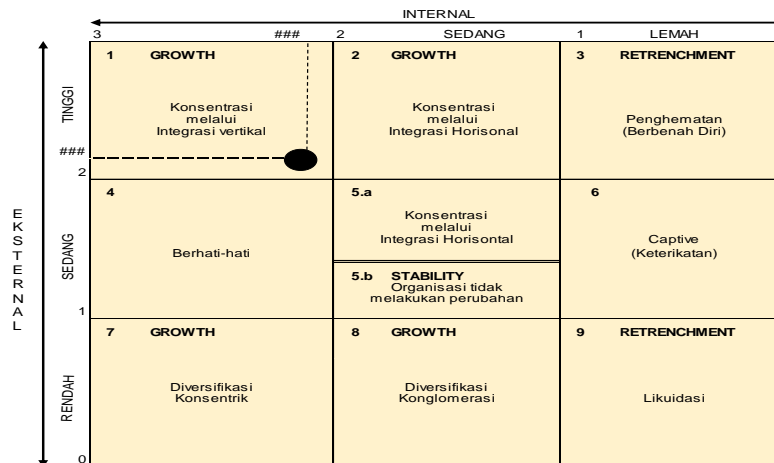 INTERNAL
3 ### 2 SEDANG 1 LEMAH
1 GROWTH
Konsentrasi
melalui
Integrasi vertikal
2 GROWTH
Konsentrasi
melalui
Integrasi Horisonal
3 RETRENCHMENT
Penghematan
(Berbenah Diri)
TINGGI
###
2
4
Berhati-hati
5.a
Konsentrasi
melalui
Integrasi Horisontal
5.b STABILITY
Organisasi tidak
melakukan perubahan
6
Captive
(Keterikatan)
EKSTERNAL
SEDANG
1
7 GROWTH
Diversifikasi
Konsentrik
8 GROWTH
Diversifikasi
Konglomerasi
9 RETRENCHMENT
Likuidasi
RENDAH
0